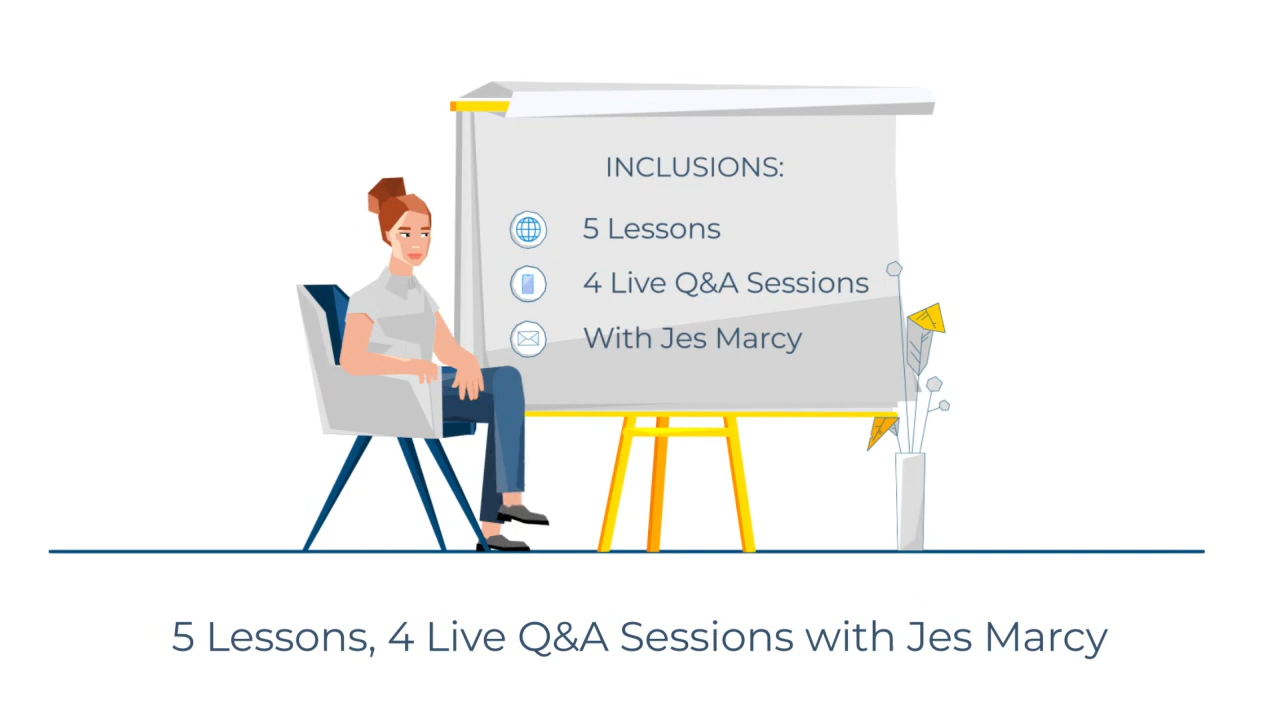 INCLUSIONS:
5 Lessons
4 Live Q&A Sessions
With Jes Marcy
5 Lessons, 4 Live Q&A Sessions with Jes Marcy